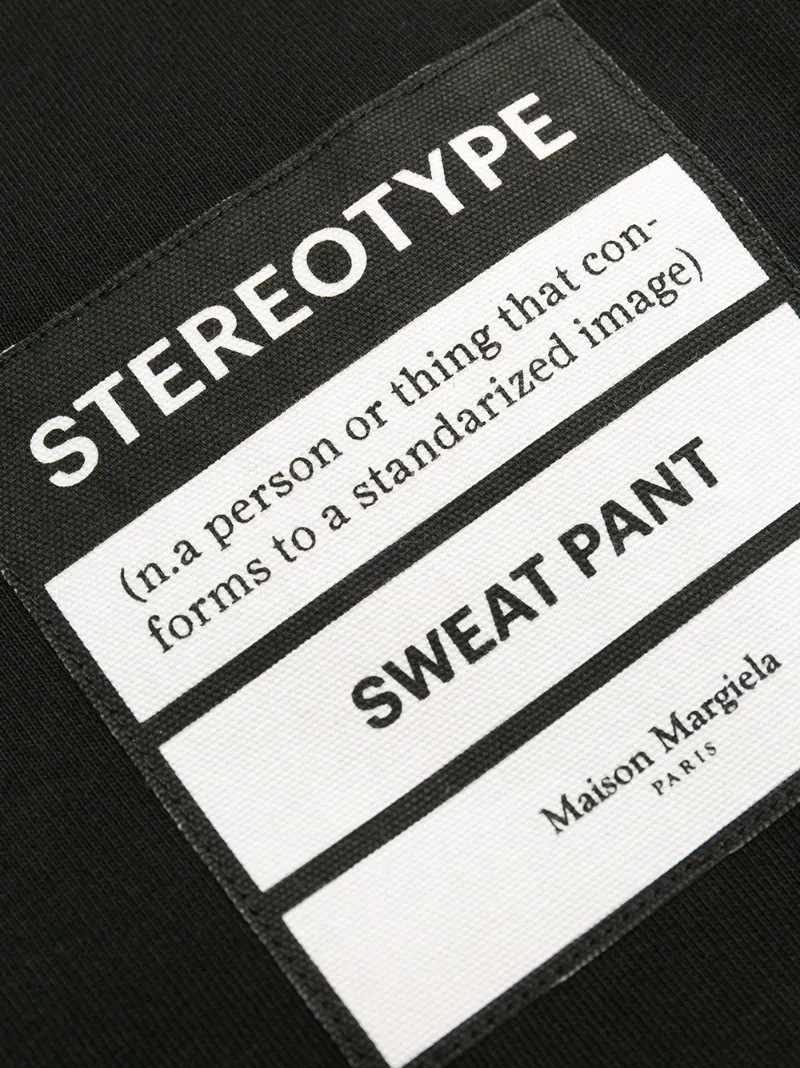 STEREOTYPE
(n.a person or thing that con-
forms to a standarized image)
SWEAT PANT
Maison Margiela
PARIS